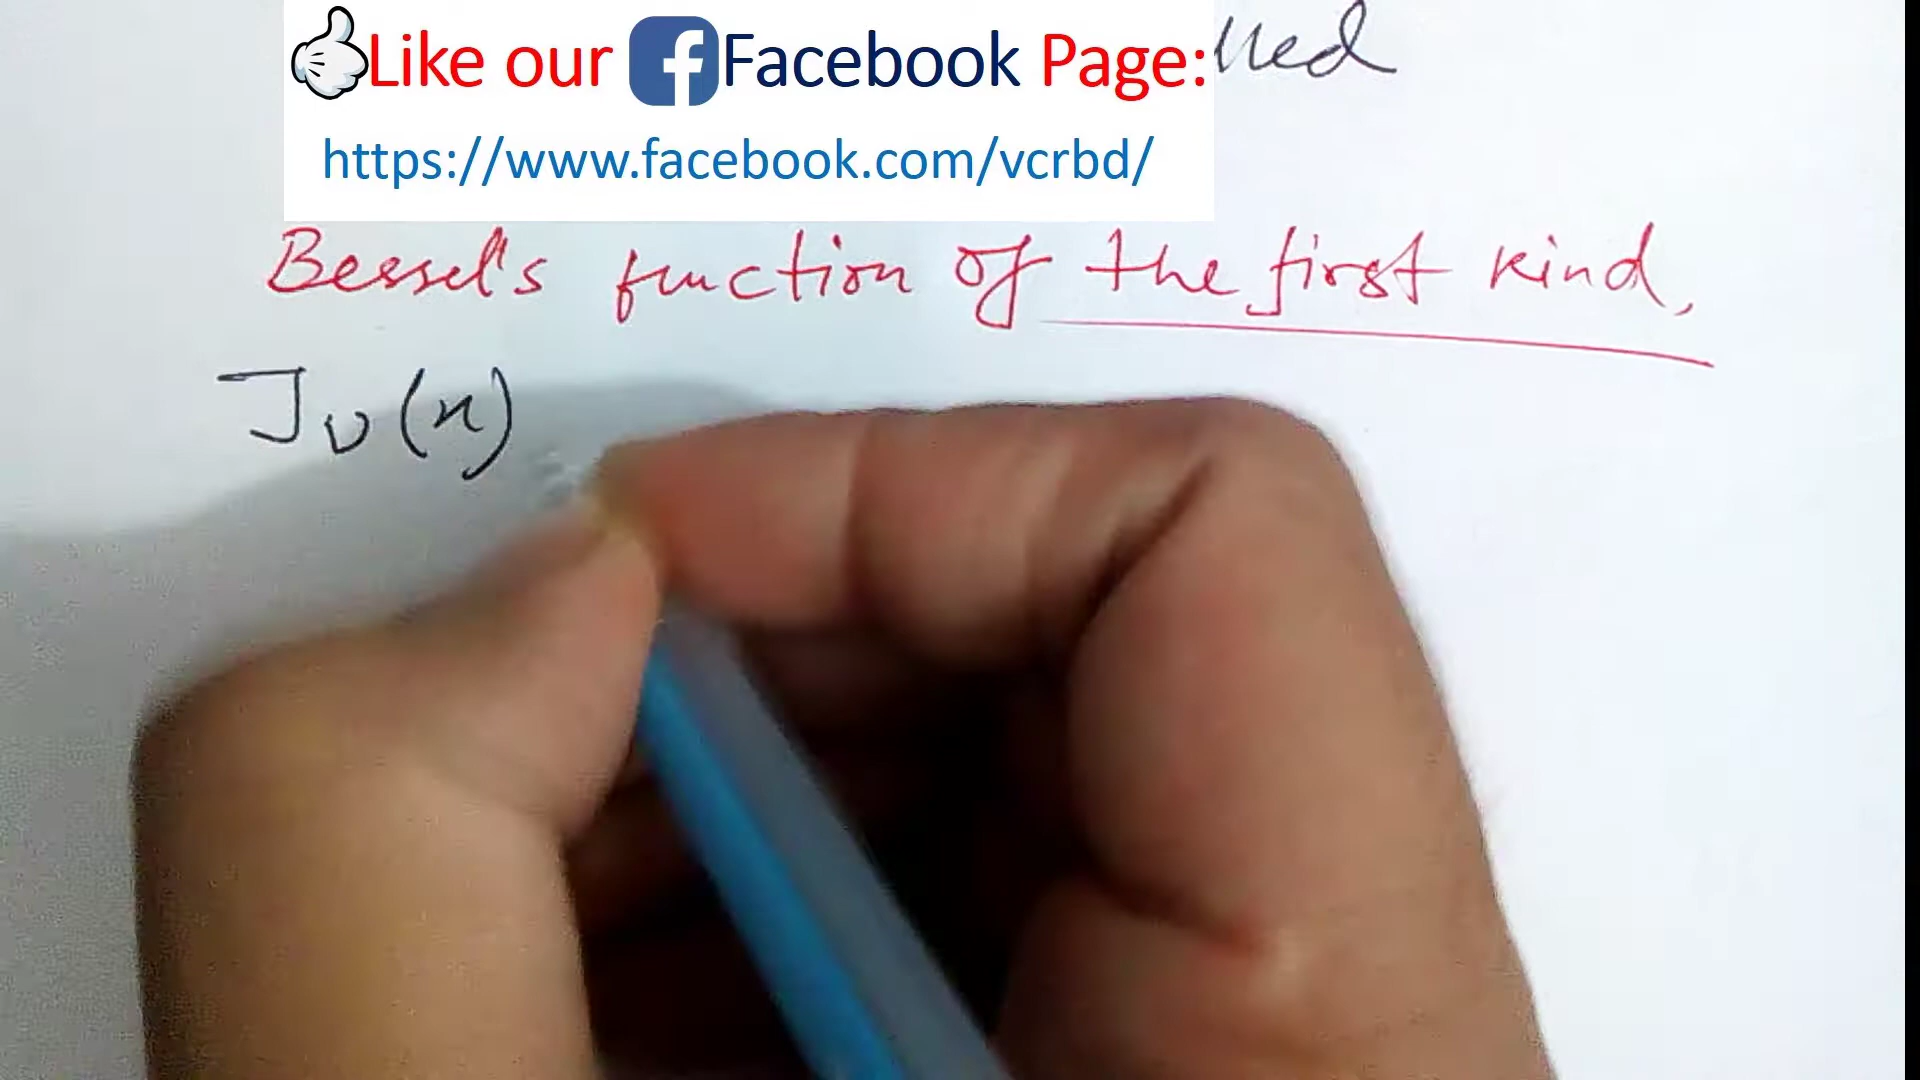 Like our Facebook Page:
https://www.facebook.com/vcrbd/
Bessel's function of the first kind,
Jν(x)